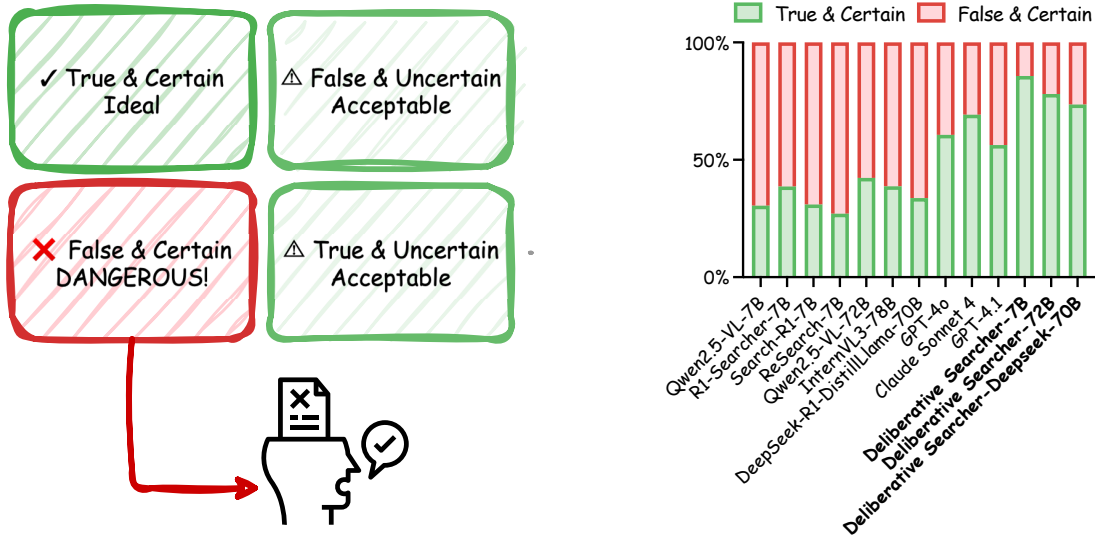 ✓ True & Certain
Ideal
⚠ False & Uncertain
Acceptable
❌ False & Certain
DANGEROUS!
⚠ True & Uncertain
Acceptable
True & Certain
False & Certain
100%
50%
0%
Qwen2.5-VL-7B
R1-Searcher-7B
Search-R1-7B
ReSearch-7B
Qwen2.5-VL-72B
InternVL3-78B
DeepSeek-R1-DistillLlama-70B
GPT-4o
Claude Sonnet 4
GPT-4.1
Deliberative Searcher-7B
Deliberative Searcher-72B
Deliberative Searcher-Deepseek-70B